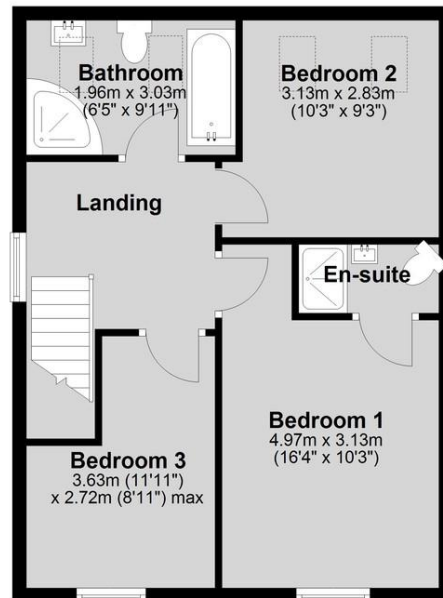 Bathroom
1.96m x 3.03m
(6'5" x 9'11")
Bedroom 2
3.13m x 2.83m
(10'3" x 9'3")
Landing
En-suite
Bedroom 1
4.97m x 3.13m
(16'4" x 10'3")
Bedroom 3
3.63m (11'11")
x 2.72m (8'11") max